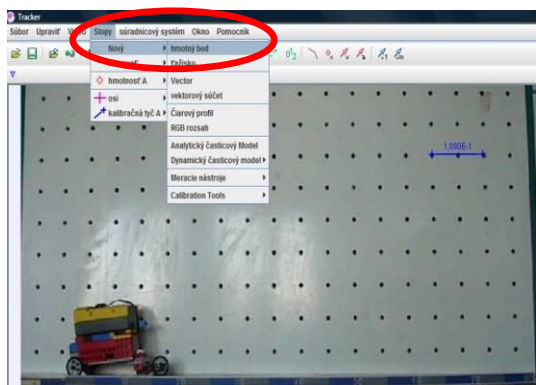 Tracker
Súbor Upraviť Stopy súradnicový systém Okno Pomocník
Nový hmotný bod
ťažisko
hmotnosť A Vector
osi vektorový súčet
kalibračná tyč A Čiarový profil
RGB rozsah
Analytický časticový Model
Dynamický časticový model
Meracie nástroje
Calibration Tools
1,000E-1